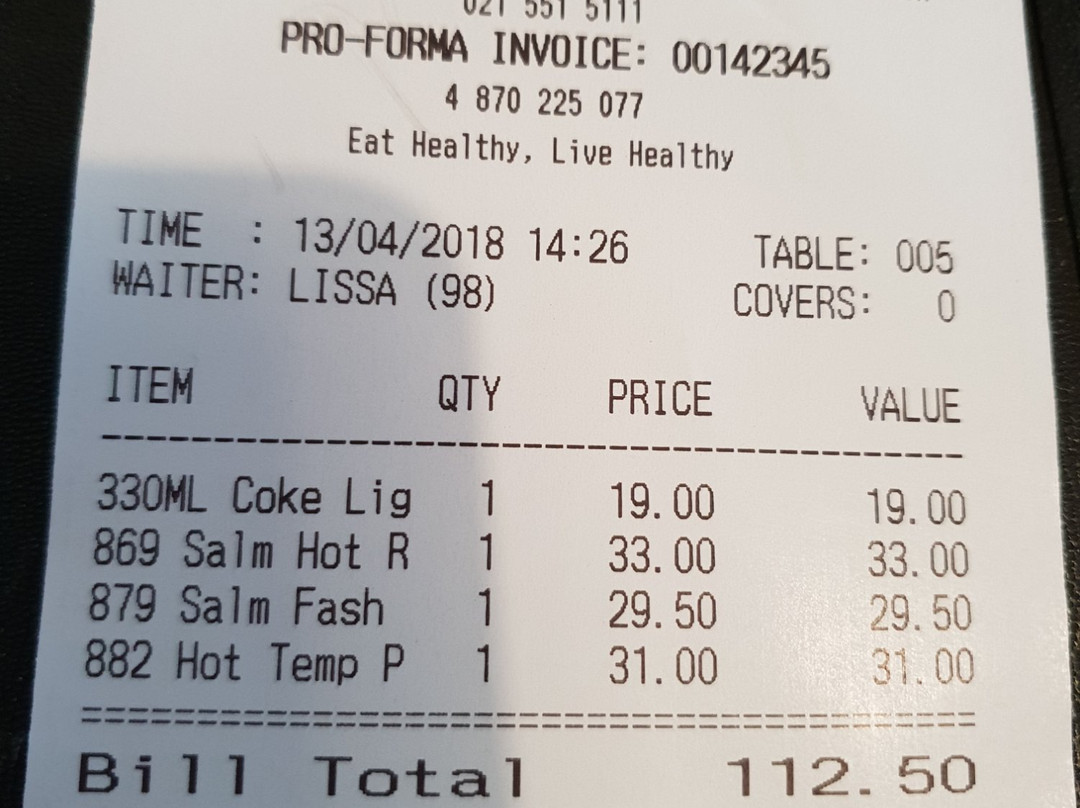 021 551 5111
PRO-FORMA INVOICE: 00142345
4 870 225 077
Eat Healthy, Live Healthy
TIME : 13/04/2018 14:26 TABLE: 005
WAITER: LISSA (98) COVERS: 0
ITEM QTY PRICE VALUE
330ML Coke Lig 1 19.00 19.00
869 Salm Hot R 1 33.00 33.00
879 Salm Fash 1 29.50 29.50
882 Hot Temp P 1 31.00 31.00
Bill Total 112.50